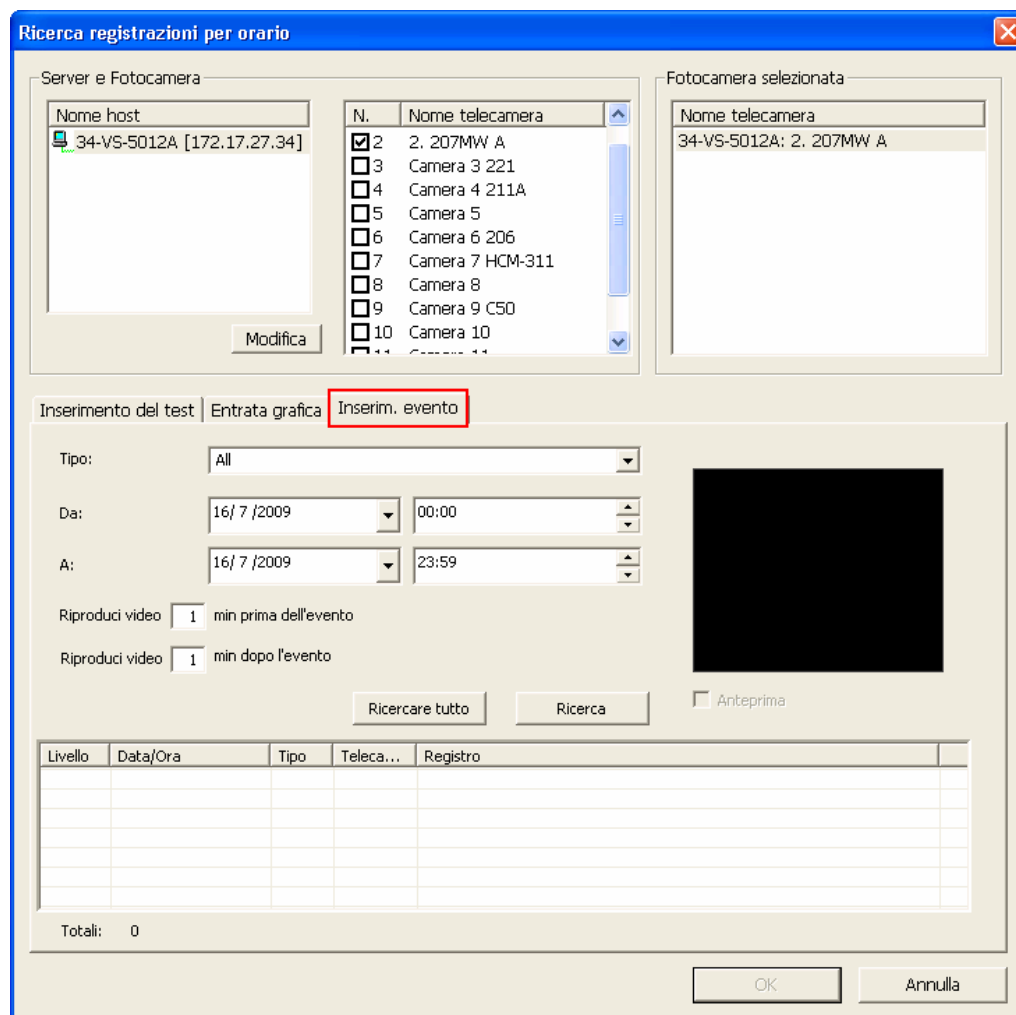 Ricerca registrazioni per orario
Server e Fotocamera
Nome host
34-VS-5012A [172.17.27.34]
Modifica
N. Nome telecamera
2 2. 207MW A
3 Camera 3 221
4 Camera 4 211A
5 Camera 5
6 Camera 6 206
7 Camera 7 HCM-311
8 Camera 8
9 Camera 9 C50
10 Camera 10
11 Camera 11
Fotocamera selezionata
Nome telecamera
34-VS-5012A: 2. 207MW A
Inserimento del test Entrata grafica Inserim. evento
Tipo: All
Da: 16/ 7 /2009 00:00
A: 16/ 7 /2009 23:59
Riproduci video 1 min prima dell'evento
Riproduci video 1 min dopo l'evento
Anteprima
Ricercare tutto Ricerca
Livello Data/Ora Tipo Teleca... Registro
Totali: 0
OK Annulla